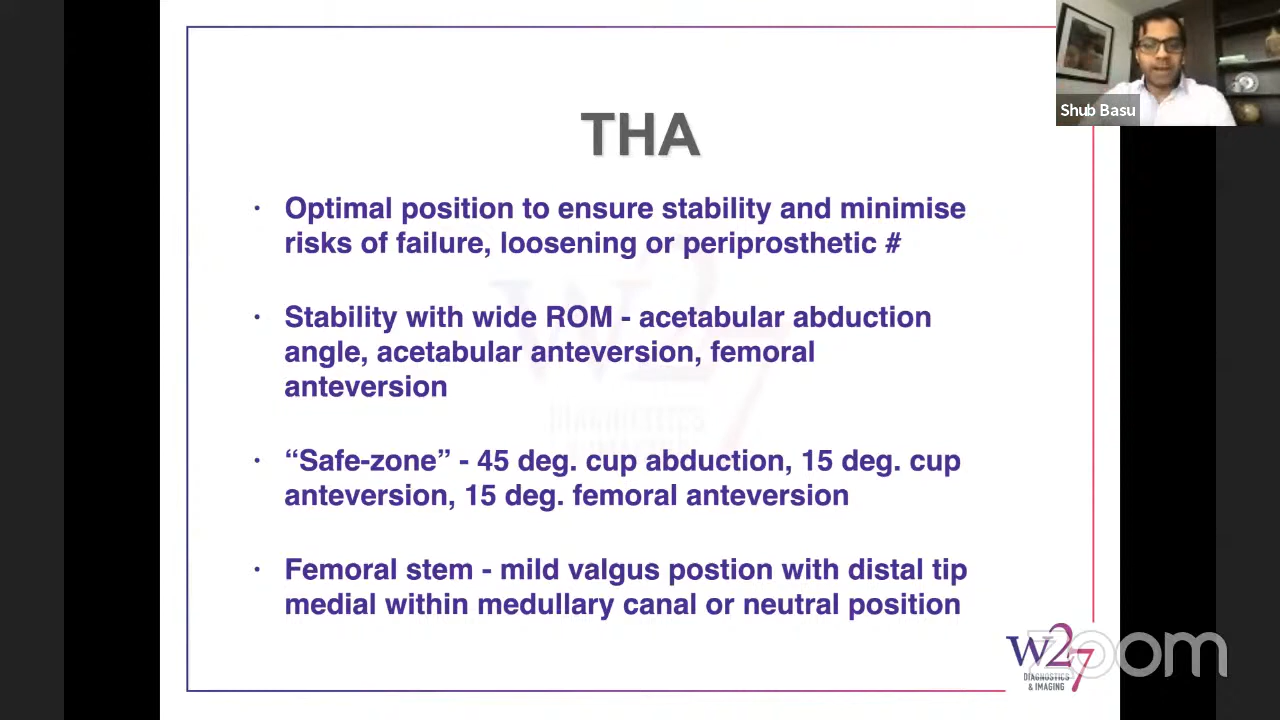 Shub Basu
THA
· Optimal position to ensure stability and minimise
risks of failure, loosening or periprosthetic #
· Stability with wide ROM - acetabular abduction
angle, acetabular anteversion, femoral
anteversion
· “Safe-zone” - 45 deg. cup abduction, 15 deg. cup
anteversion, 15 deg. femoral anteversion
· Femoral stem - mild valgus postion with distal tip
medial within medullary canal or neutral position
W27
DIAGNOSTICS
& IMAGING
zoom